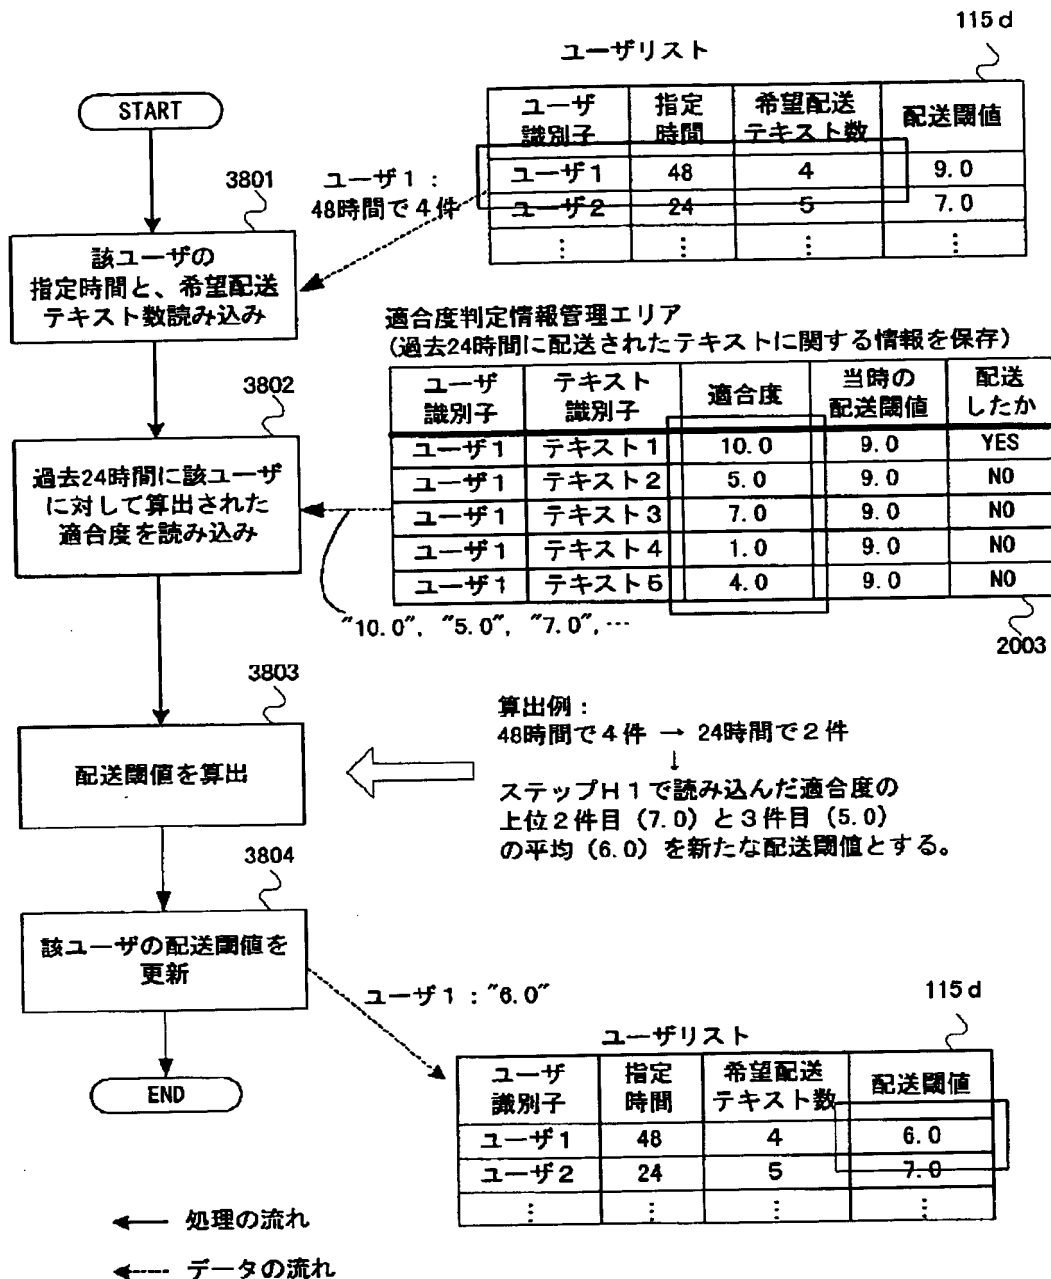 115d
ユーザリスト
START
ユーザ 指定 希望配送 配送閾値
識別子 時間 テキスト数
ユーザ1 48 4 9.0
ユーザ2 24 5 7.0
⋮ ⋮ ⋮ ⋮
3801
ユーザ1:
48時間で4件
該ユーザの
指定時間と、希望配送
テキスト数読み込み
適合度判定情報管理エリア
(過去24時間に配送されたテキストに関する情報を保存)
ユーザ テキスト 適合度 当時の 配送
識別子 識別子 配送閾値 したか
ユーザ1 テキスト1 10.0 9.0 YES
ユーザ1 テキスト2 5.0 9.0 NO
ユーザ1 テキスト3 7.0 9.0 NO
ユーザ1 テキスト4 1.0 9.0 NO
ユーザ1 テキスト5 4.0 9.0 NO
3802
過去24時間に該ユーザ
に対して算出された
適合度を読み込み
"10.0", "5.0", "7.0",…
2003
3803
配送閾値を算出
算出例:
48時間で4件 → 24時間で2件
↓
ステップH1で読み込んだ適合度の
上位2件目(7.0)と3件目(5.0)
の平均(6.0)を新たな配送閾値とする。
3804
該ユーザの配送閾値を
更新
ユーザ1:"6.0"
115d
ユーザリスト
ユーザ 指定 希望配送 配送閾値
識別子 時間 テキスト数
ユーザ1 48 4 6.0
ユーザ2 24 5 7.0
⋮ ⋮ ⋮ ⋮
END
処理の流れ
データの流れ